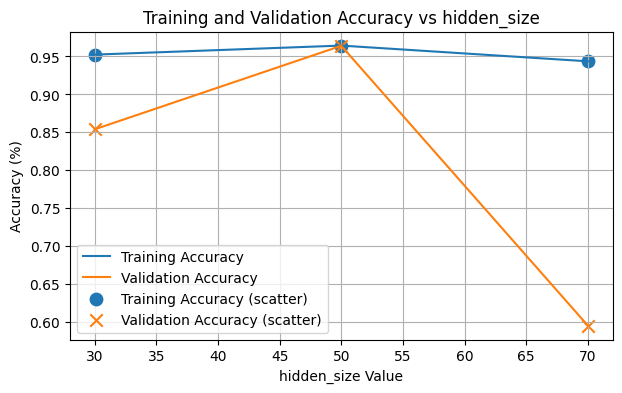 Training and Validation Accuracy vs hidden_size
Accuracy (%)
0.95
0.90
0.85
0.80
0.75
0.70
0.65
0.60
Training Accuracy
Validation Accuracy
Training Accuracy (scatter)
Validation Accuracy (scatter)
30 35 40 45 50 55 60 65 70
hidden_size Value